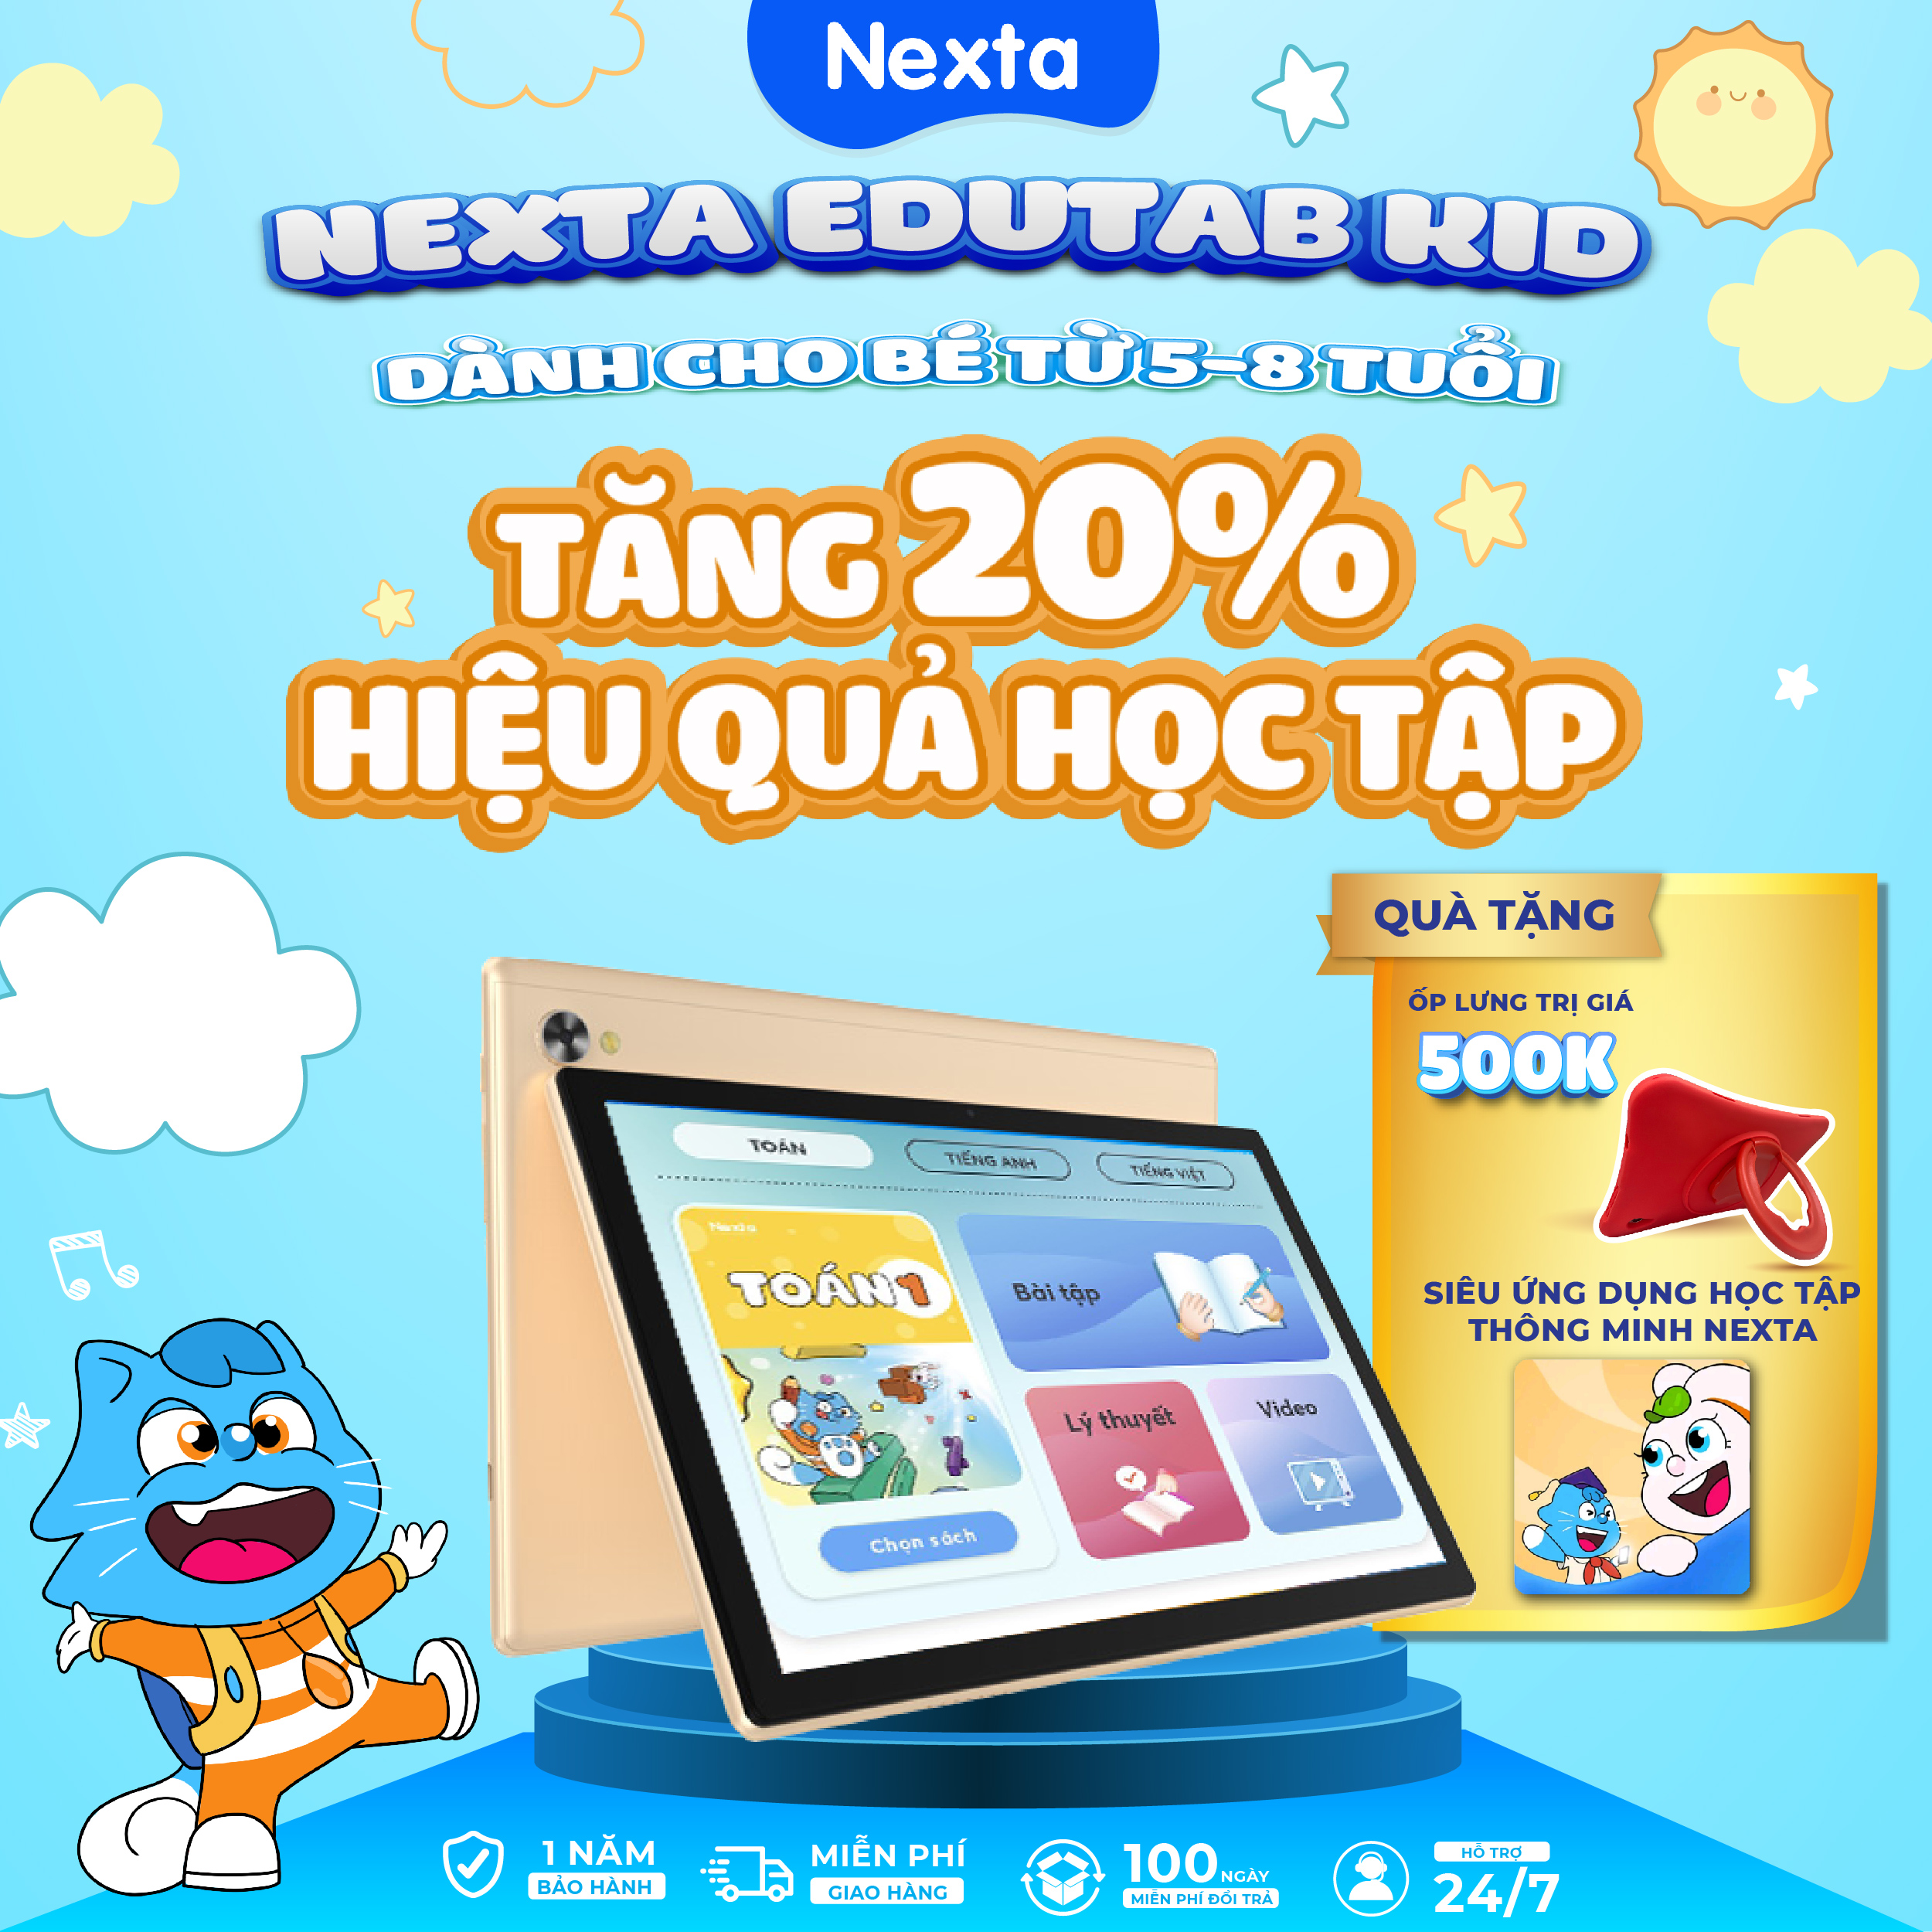 Nexta
NEXTA EDUTAB KID
DÀNH CHO BÉ TỪ 5-8 TUỔI
TĂNG 20%
HIỆU QUẢ HỌC TẬP
QUÀ TẶNG
ỐP LƯNG TRỊ GIÁ
500K
SIÊU ỨNG DỤNG HỌC TẬP
THÔNG MINH NEXTA
TOÁN
TIẾNG ANH
TIẾNG VIỆT
Nexta
TOÁN 1
Bài tập
Lý thuyết
Video
Chọn sách
1 NĂM
BẢO HÀNH
MIỄN PHÍ
GIAO HÀNG
100 NGÀY
MIỄN PHÍ ĐỔI TRẢ
HỖ TRỢ
24/7